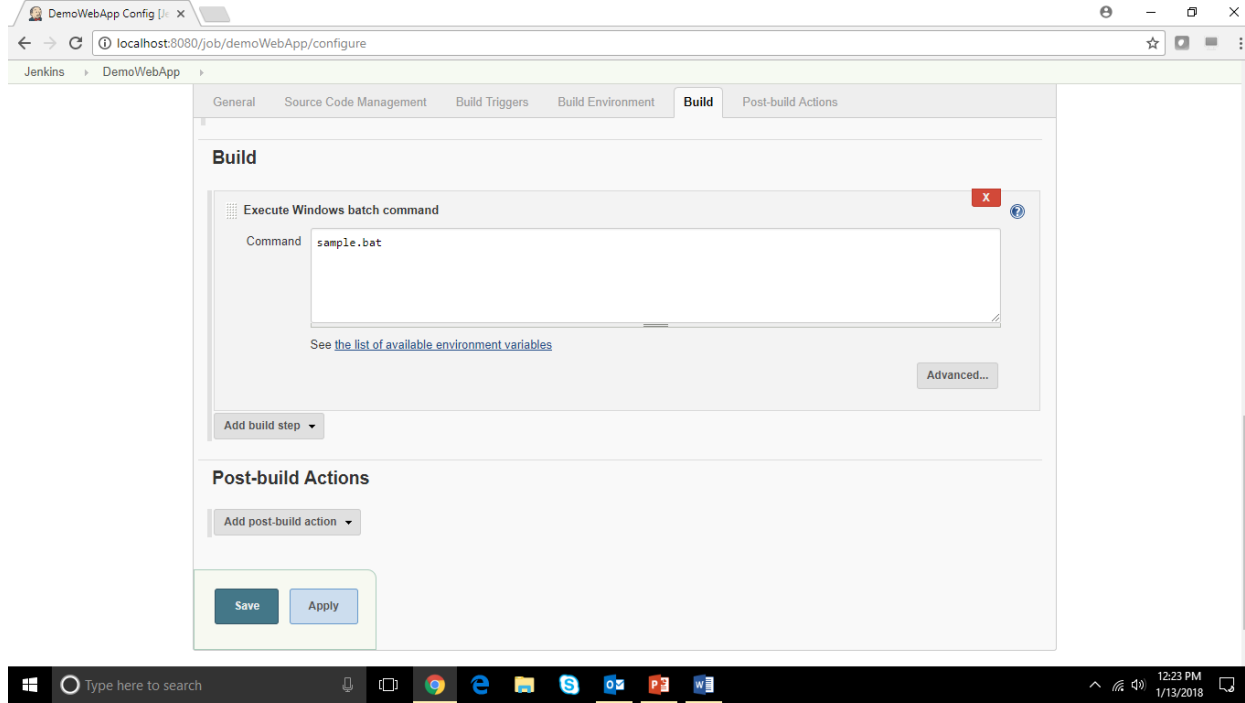 DemoWebApp Config [Je
localhost:8080/job/demoWebApp/configure
Jenkins DemoWebApp
General Source Code Management Build Triggers Build Environment Build Post-build Actions
Build
X
Execute Windows batch command
Command sample.bat
See the list of available environment variables
Advanced...
Add build step
Post-build Actions
Add post-build action
Save Apply
Type here to search
12:23 PM
1/13/2018